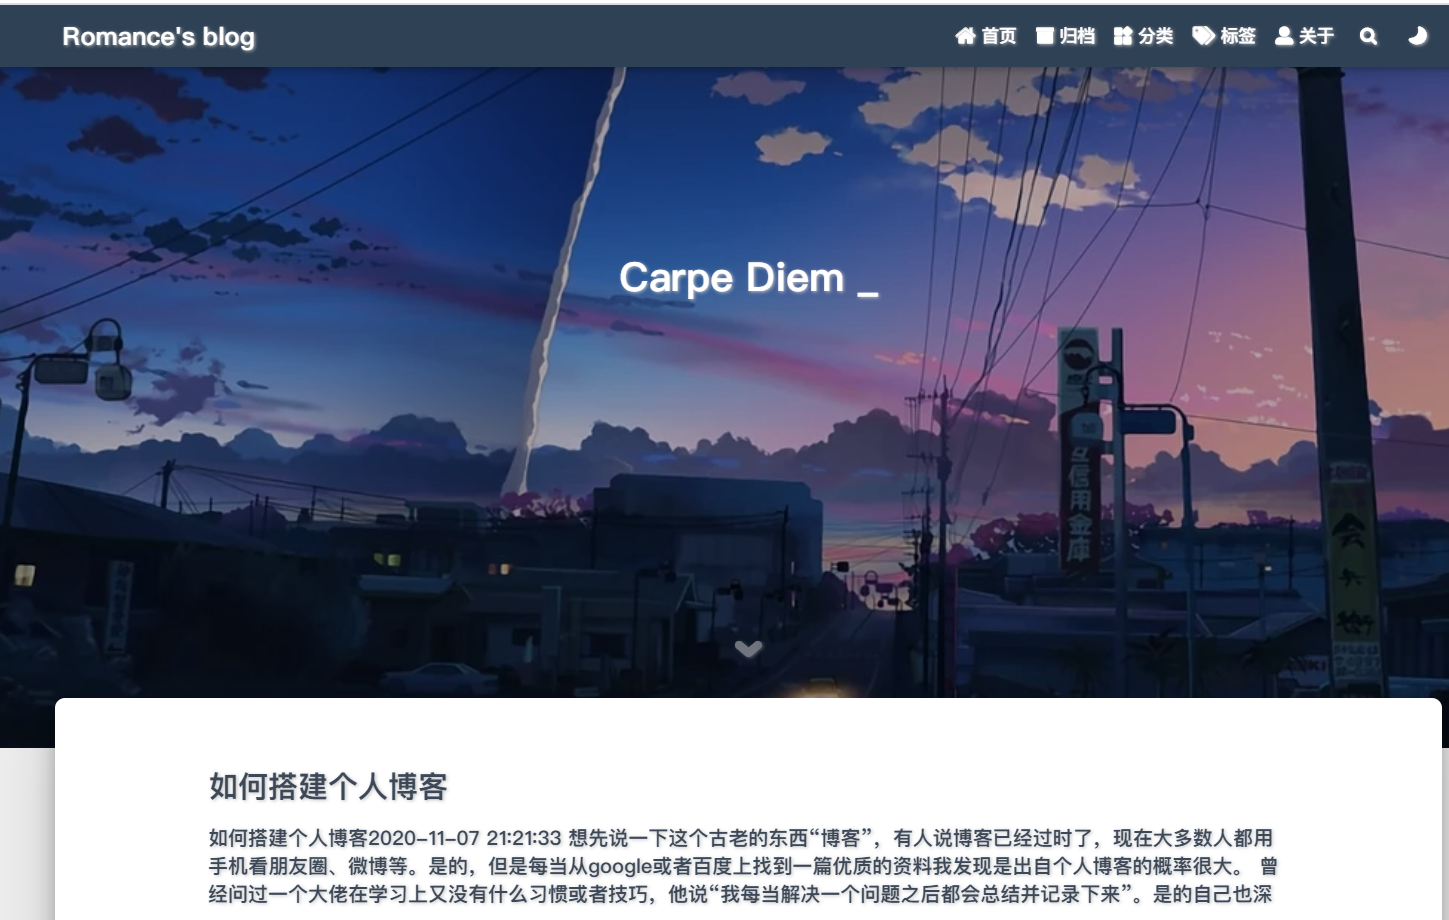 Romance's blog
首页 归档 分类 标签 关于
Carpe Diem _
互信用金庫
会
如何搭建个人博客
如何搭建个人博客2020-11-07 21:21:33 想先说一下这个古老的东西“博客”，有人说博客已经过时了，现在大多数人都用
手机看朋友圈、微博等。是的，但是每当从google或者百度上找到一篇优质的资料我发现是出自个人博客的概率很大。 曾
经问过一个大佬在学习上又没有什么习惯或者技巧，他说“我每当解决一个问题之后都会总结并记录下来”。是的自己也深